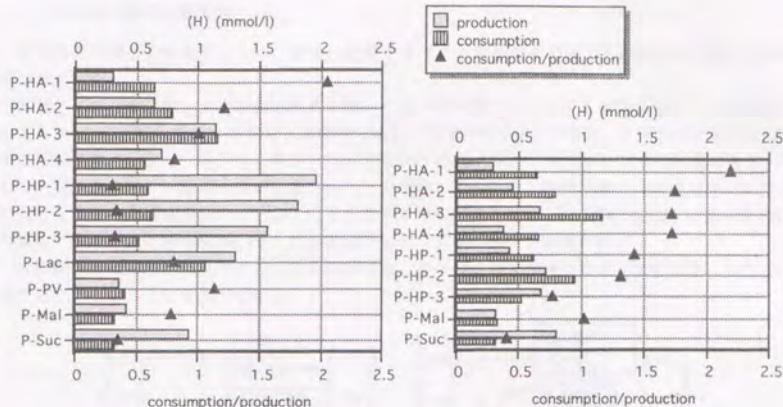 (H) (mmol/l)
0 0.5 1 1.5 2 2.5
P-HA-1
P-HA-2
P-HA-3
P-HA-4
P-HP-1
P-HP-2
P-HP-3
P-Lac
P-PV
P-Mal
P-Suc
0 0.5 1 1.5 2 2.5
consumption/production
production
consumption
consumption/production
(H) (mmol/l)
0 0.5 1 1.5 2 2.5
P-HA-1
P-HA-2
P-HA-3
P-HA-4
P-HP-1
P-HP-2
P-HP-3
P-Mal
P-Suc
0 0.5 1 1.5 2 2.5
consumption/production